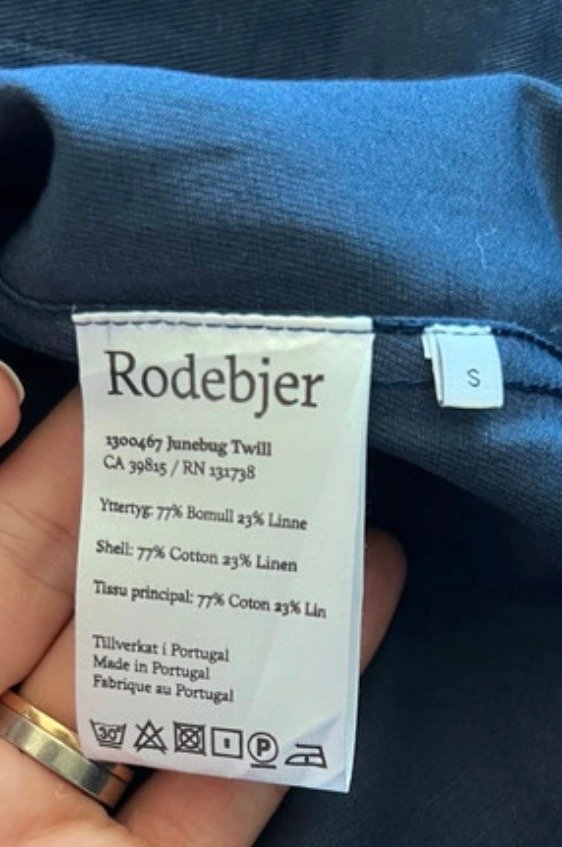 Rodebjer
S
1300467 Junebug Twill
CA 39815 / RN 131738
Yttertyg: 77% Bomull 23% Linne
Shell: 77% Cotton 23% Linen
Tissu principal: 77% Coton 23% Lin
Tillverkat i Portugal
Made in Portugal
Fabrique au Portugal
30° P